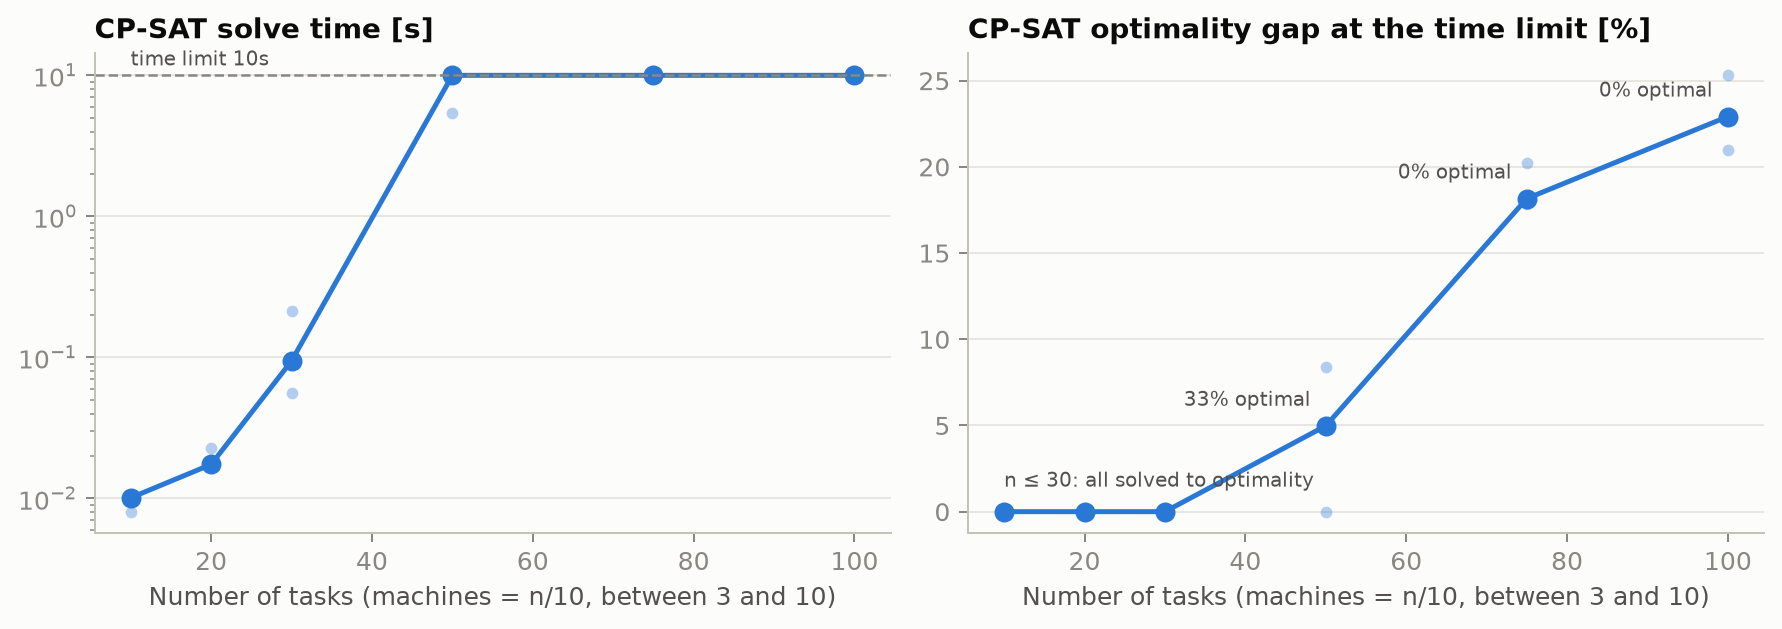 CP-SAT solve time [s]
time limit 10s
10¹
10⁰
10⁻¹
10⁻²
20 40 60 80 100
Number of tasks (machines = n/10, between 3 and 10)
CP-SAT optimality gap at the time limit [%]
25
20
15
10
5
0
0% optimal
0% optimal
33% optimal
n ≤ 30: all solved to optimality
20 40 60 80 100
Number of tasks (machines = n/10, between 3 and 10)